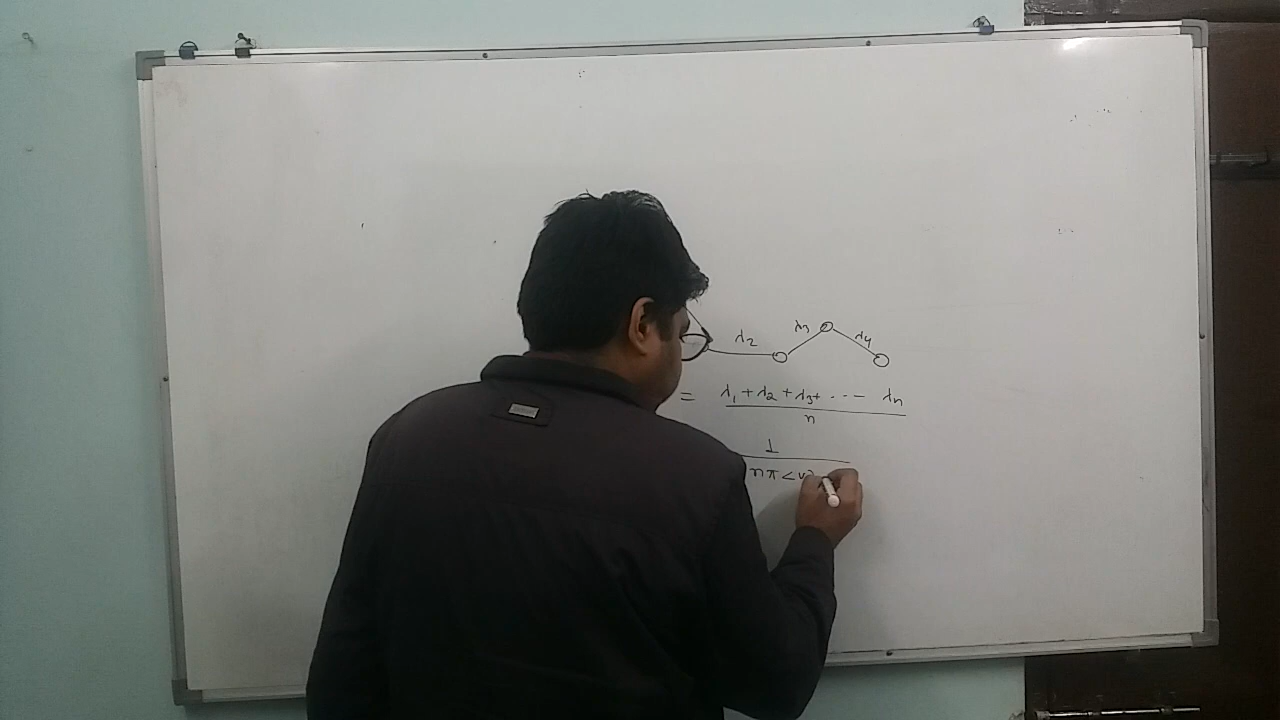 λ2 λ3 λ4
= λ1 + λ2 + λ3 + ... -- λn
n
1
nπ<v